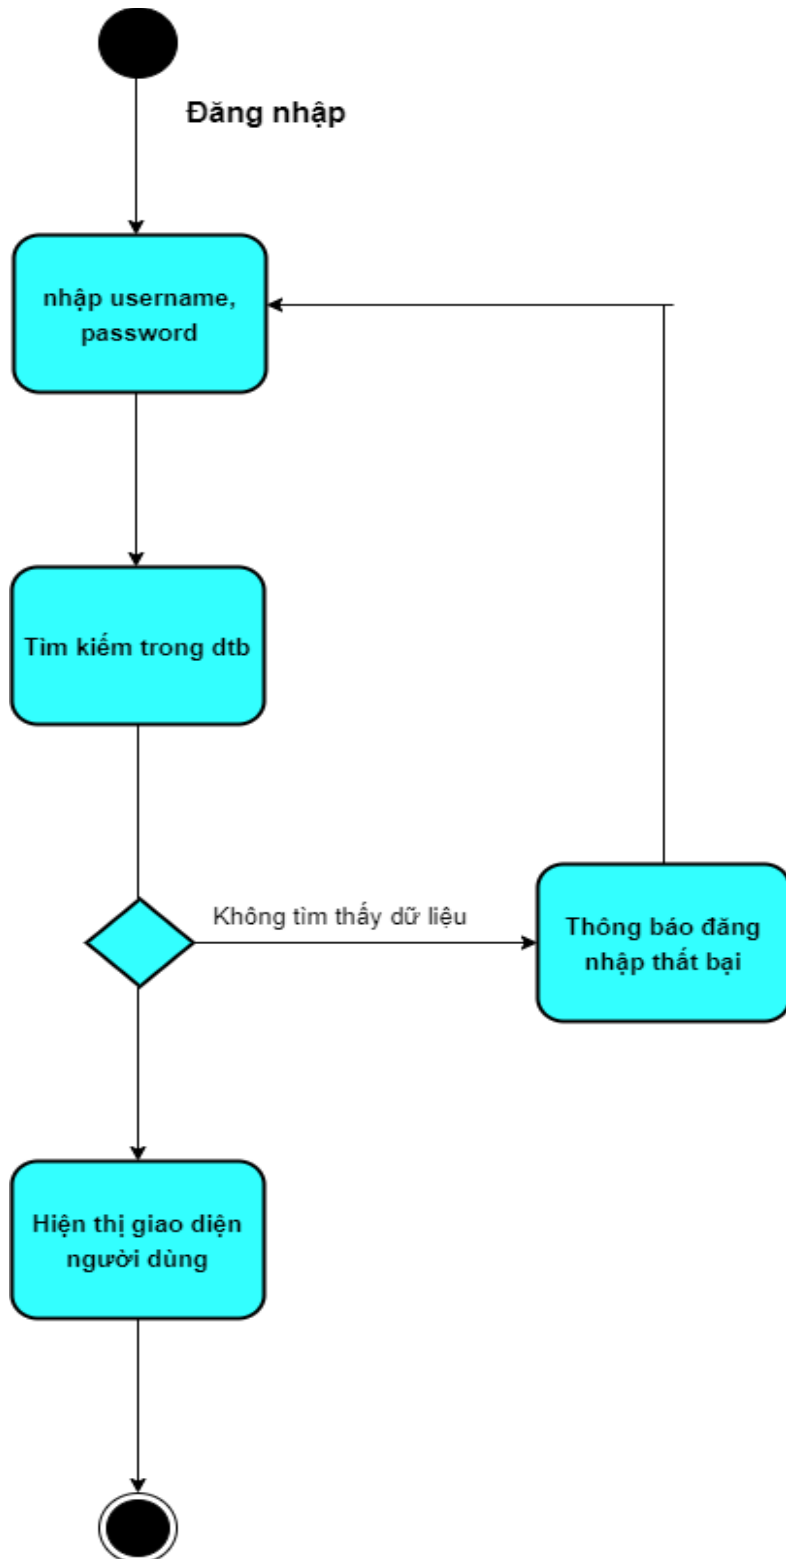 Đăng nhập
nhập username,
password
Tìm kiếm trong dtb
Không tìm thấy dữ liệu
Thông báo đăng
nhập thất bại
Hiện thị giao diện
người dùng